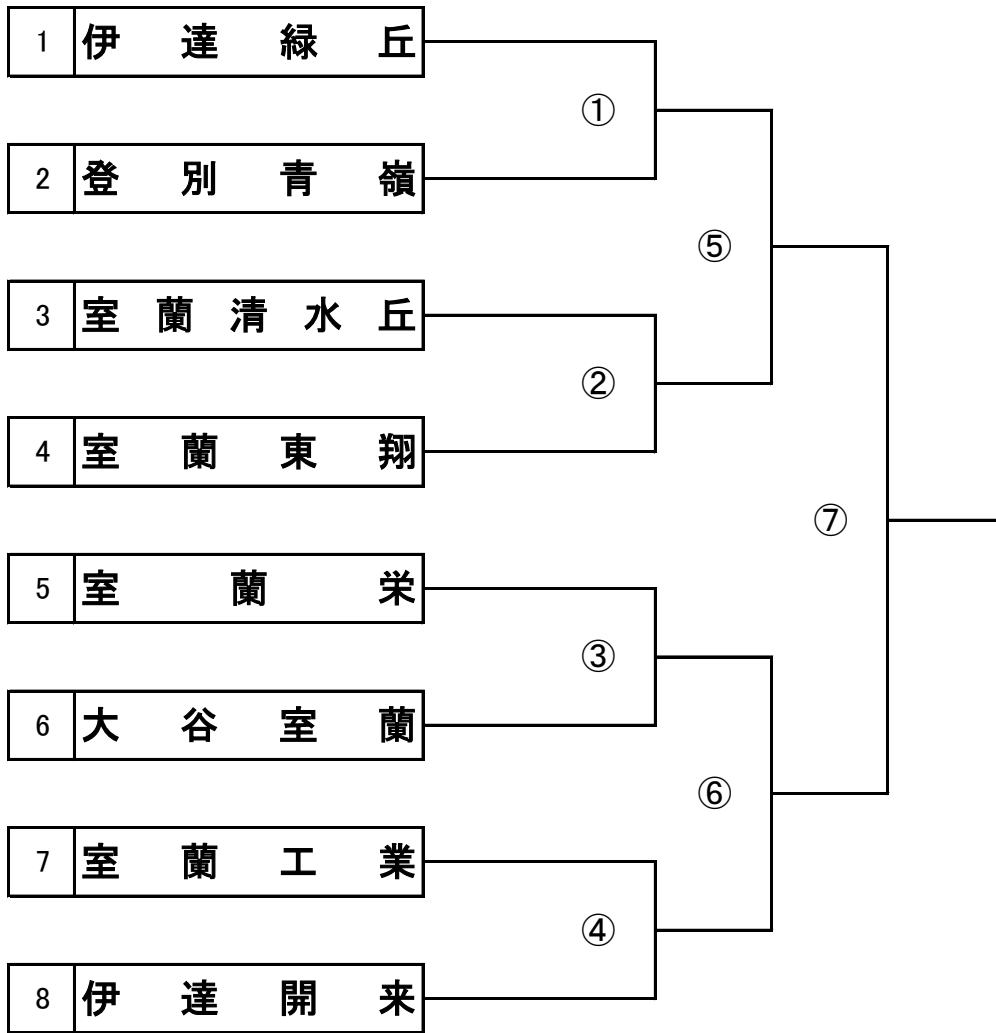 1 伊達緑丘
①
2 登別青嶺
⑤
3 室蘭清水丘
②
4 室蘭東翔
⑦
5 室蘭栄
③
6 大谷室蘭
⑥
7 室蘭工業
④
8 伊達開来